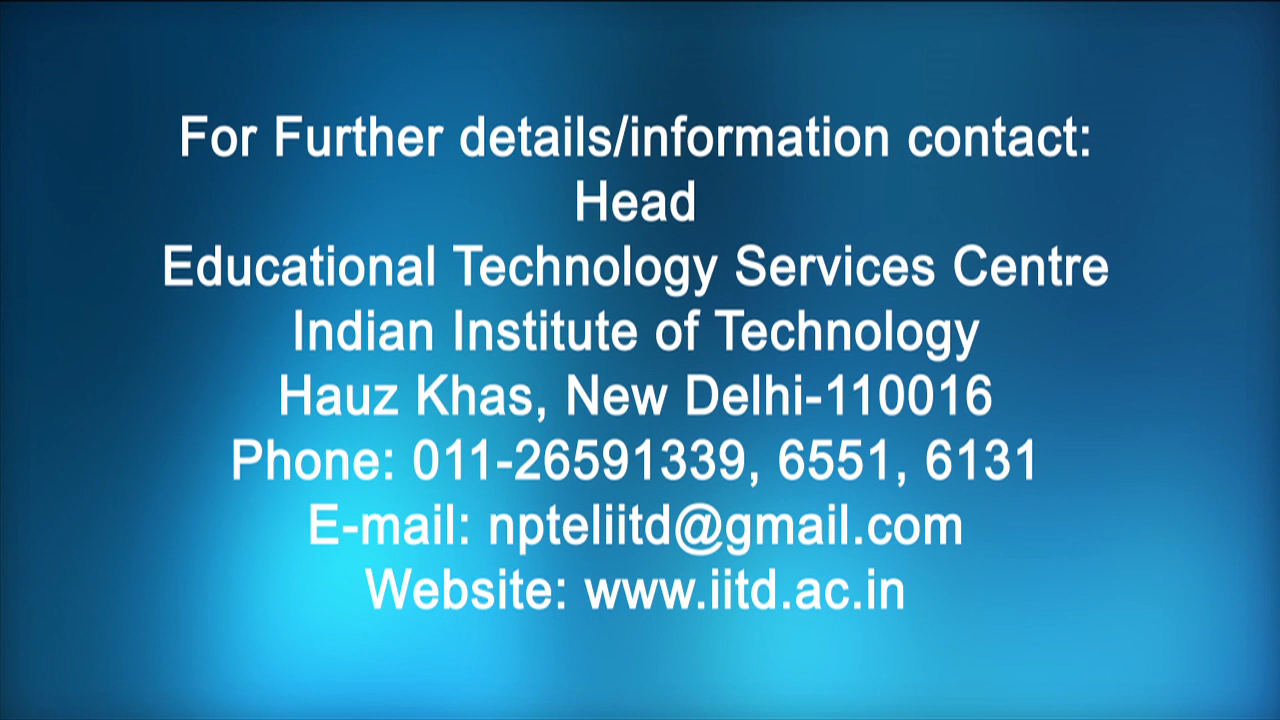 For Further details/information contact:
Head
Educational Technology Services Centre
Indian Institute of Technology
Hauz Khas, New Delhi-110016
Phone: 011-26591339, 6551, 6131
E-mail: npteliitd@gmail.com
Website: www.iitd.ac.in